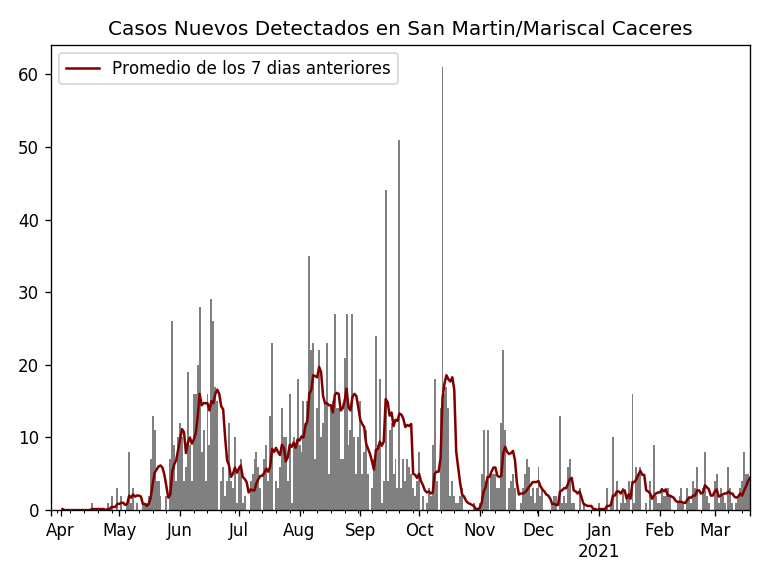 Casos Nuevos Detectados en San Martin/Mariscal Caceres
Promedio de los 7 dias anteriores
60
50
40
30
20
10
0
Apr May Jun Jul Aug Sep Oct Nov Dec Jan Feb Mar
2021